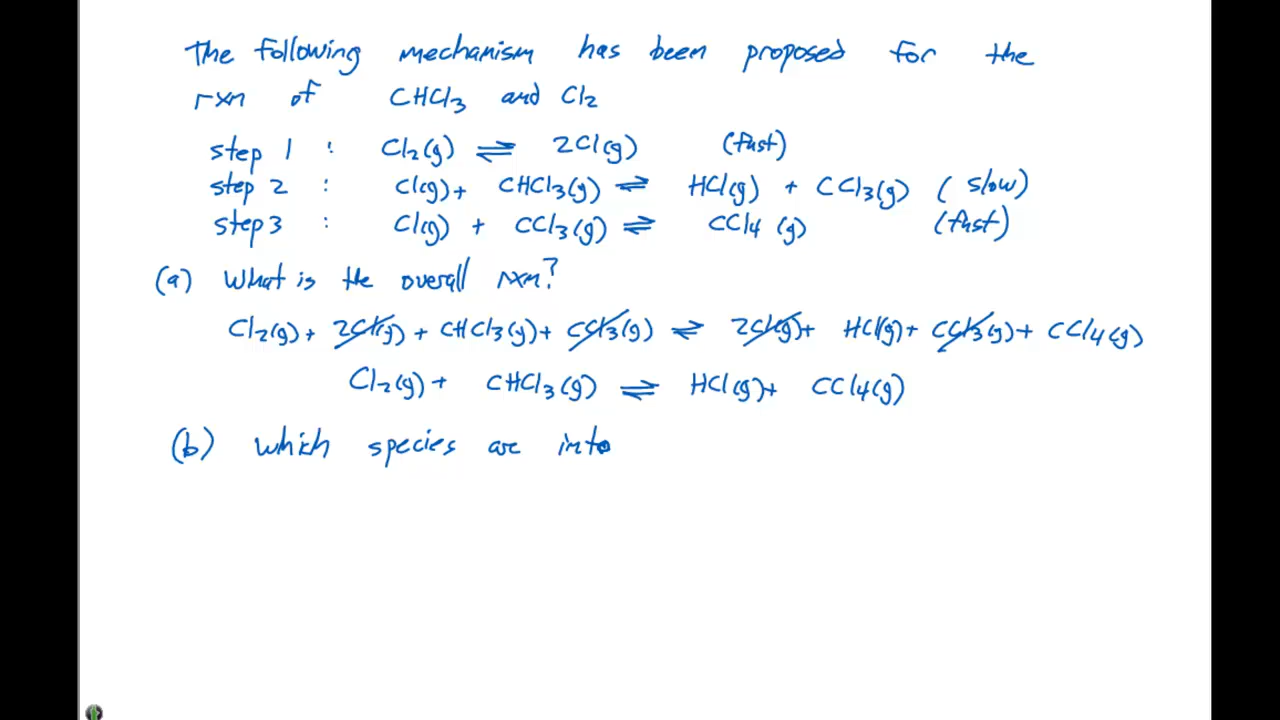 The following mechanism has been proposed for the
rxn of CHCl3 and Cl2
step 1 : Cl2(g) ⇌ 2Cl(g) (fast)
step 2 : Cl(g) + CHCl3(g) ⇌ HCl(g) + CCl3(g) (slow)
step 3 : Cl(g) + CCl3(g) ⇌ CCl4(g) (fast)
(a) What is the overall rxn?
Cl2(g) + 2Cl(g) + CHCl3(g) + CCl3(g) ⇌ 2Cl(g) + HCl(g) + CCl3(g) + CCl4(g)
Cl2(g) + CHCl3(g) ⇌ HCl(g) + CCl4(g)
(b) which species are inte